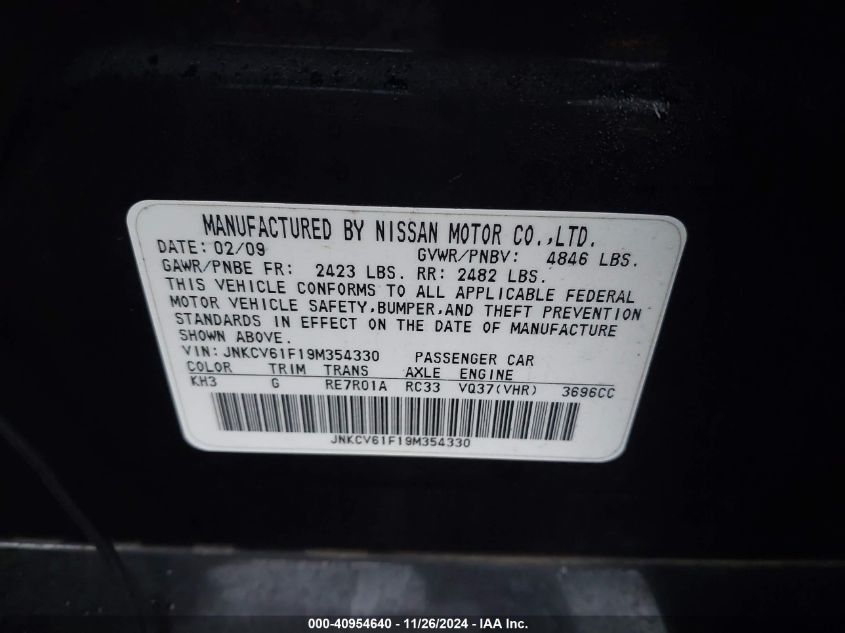 MANUFACTURED BY NISSAN MOTOR CO.,LTD.
DATE: 02/09 GVWR/PNBV: 4846 LBS.
GAWR/PNBE FR: 2423 LBS. RR: 2482 LBS.
THIS VEHICLE CONFORMS TO ALL APPLICABLE FEDERAL
MOTOR VEHICLE SAFETY,BUMPER,AND THEFT PREVENTION
STANDARDS IN EFFECT ON THE DATE OF MANUFACTURE
SHOWN ABOVE.
VIN: JNKCV61F19M354330 PASSENGER CAR
COLOR TRIM TRANS AXLE ENGINE
KH3 G RE7R01A RC33 VQ37(VHR) 3696CC
JNKCV61F19M354330
000-40954640 - 11/26/2024 - IAA Inc.